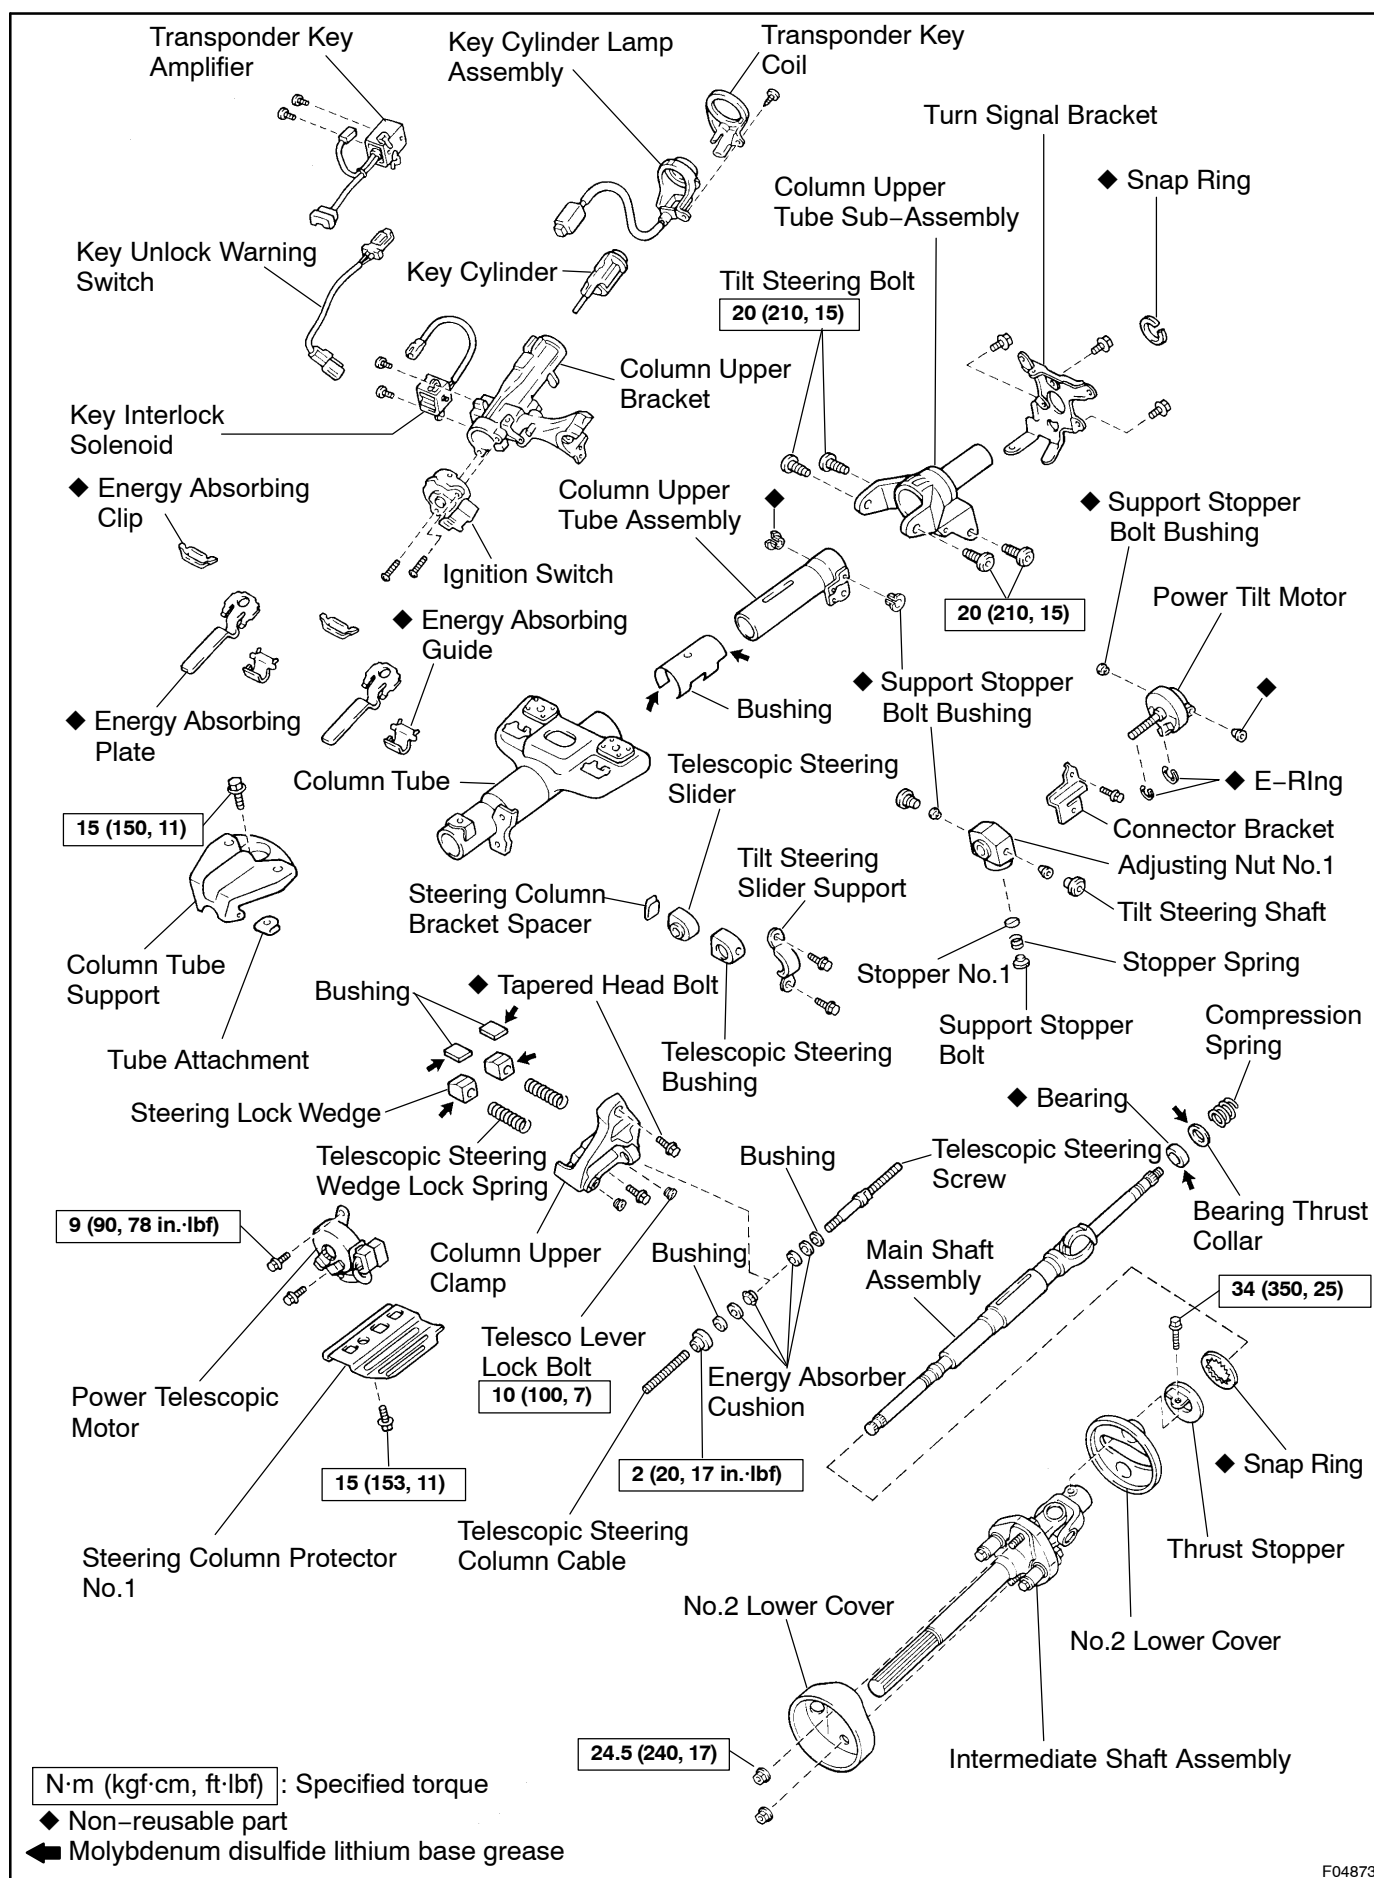 Transponder Key
Amplifier
Key Cylinder Lamp
Assembly
Transponder Key
Coil
Turn Signal Bracket
◆ Snap Ring
Column Upper
Tube Sub−Assembly
Key Unlock Warning
Switch
Key Cylinder
Tilt Steering Bolt
20 (210, 15)
Column Upper
Bracket
Key Interlock
Solenoid
◆ Energy Absorbing
Clip
Column Upper
Tube Assembly
◆
◆ Support Stopper
Bolt Bushing
Ignition Switch
20 (210, 15)
Power Tilt Motor
◆ Energy Absorbing
Guide
◆ Support Stopper
Bolt Bushing
◆
Bushing
◆ Energy Absorbing
Plate
Column Tube
Telescopic Steering
Slider
◆ E−RIng
15 (150, 11)
Connector Bracket
Adjusting Nut No.1
Tilt Steering
Slider Support
Steering Column
Bracket Spacer
Tilt Steering Shaft
Column Tube
Support
Stopper No.1
Stopper Spring
Bushing
◆ Tapered Head Bolt
Support Stopper
Bolt
Compression
Spring
Tube Attachment
Telescopic Steering
Bushing
Steering Lock Wedge
◆ Bearing
Telescopic Steering
Wedge Lock Spring
Bushing
Telescopic Steering
Screw
Bearing Thrust
Collar
9 (90, 78 in.·lbf)
Column Upper
Clamp
Bushing
Main Shaft
Assembly
34 (350, 25)
Telesco Lever
Lock Bolt
10 (100, 7)
Energy Absorber
Cushion
Power Telescopic
Motor
15 (153, 11)
2 (20, 17 in.·lbf)
◆ Snap Ring
Telescopic Steering
Column Cable
Steering Column Protector
No.1
Thrust Stopper
No.2 Lower Cover
No.2 Lower Cover
24.5 (240, 17)
Intermediate Shaft Assembly
N·m (kgf·cm, ft·lbf) : Specified torque
◆ Non−reusable part
Molybdenum disulfide lithium base grease
F04873